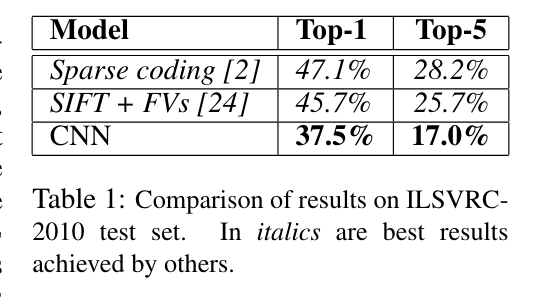 Model Top-1 Top-5
Sparse coding [2] 47.1% 28.2%
SIFT + FVs [24] 45.7% 25.7%
CNN 37.5% 17.0%
Table 1: Comparison of results on ILSVRC-
2010 test set. In italics are best results
achieved by others.